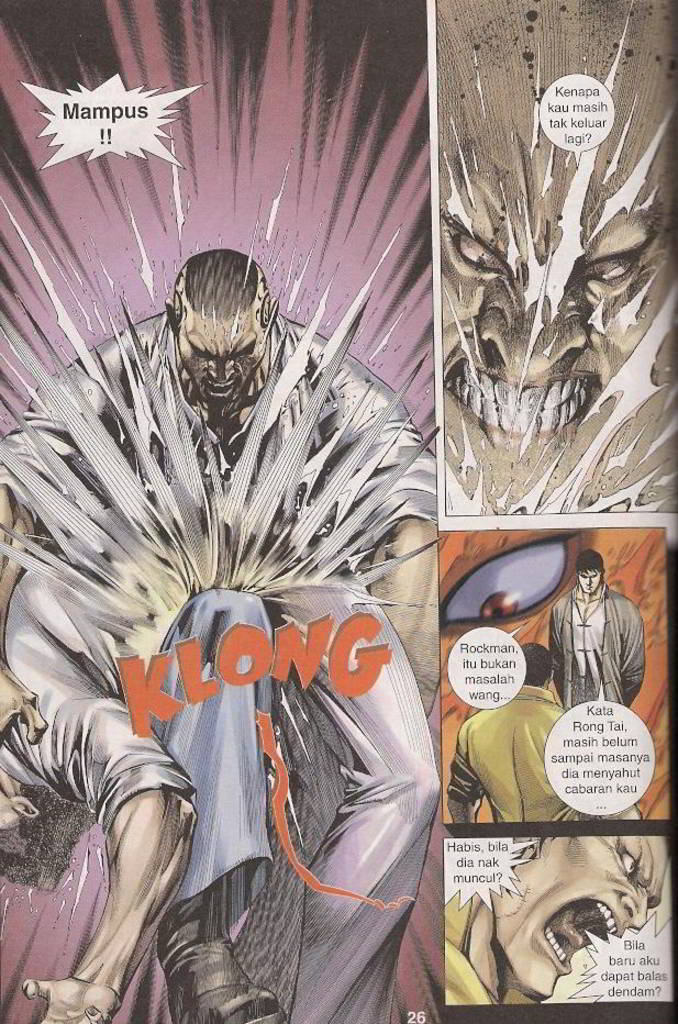 Mampus
!!
KLONG
Kenapa
kau masih
tak keluar
lagi?
Rockman,
itu bukan
masalah
wang...
Kata
Rong Tai,
masih belum
sampai masanya
dia menyahut
cabaran kau
...
Habis, bila
dia nak
muncul?
Bila
baru aku
dapat balas
dendam?
26